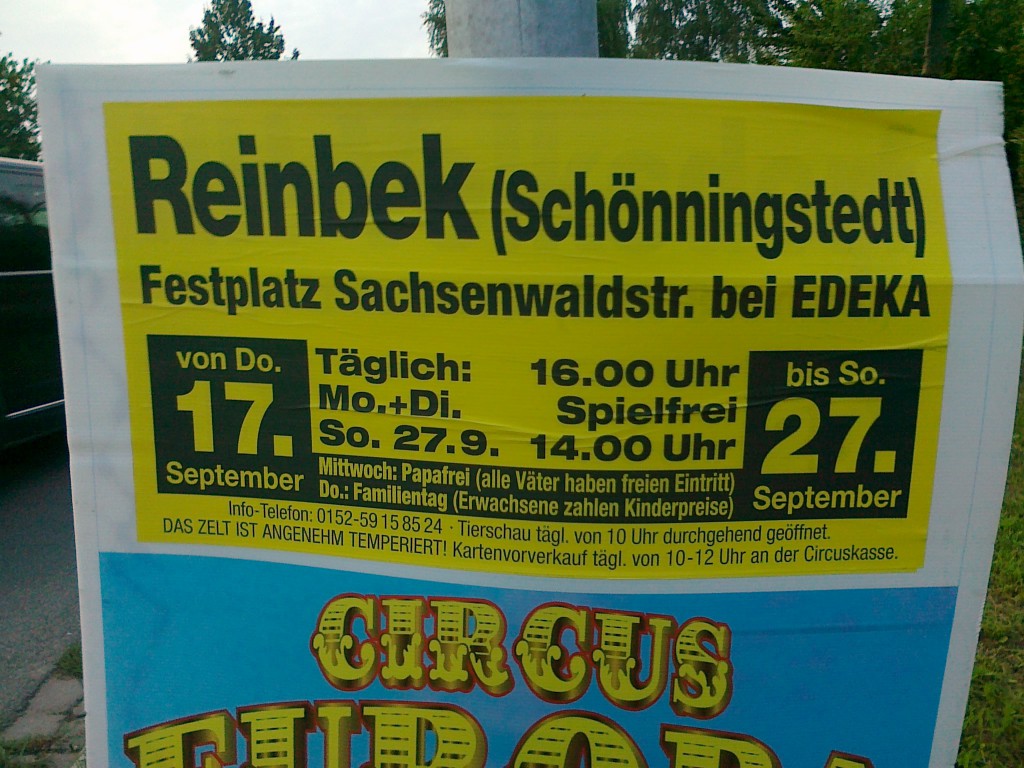 Reinbek (Schönningstedt)
Festplatz Sachsenwaldstr. bei EDEKA
von Do.
17.
September
Täglich: 16.00 Uhr
Mo.+Di. Spielfrei
So. 27.9. 14.00 Uhr
bis So.
27.
September
Mittwoch: Papafrei (alle Väter haben freien Eintritt)
Do.: Familientag (Erwachsene zahlen Kinderpreise)
Info-Telefon: 0152-59 15 85 24 · Tierschau tägl. von 10 Uhr durchgehend geöffnet.
DAS ZELT IST ANGENEHM TEMPERIERT! Kartenvorverkauf tägl. von 10-12 Uhr an der Circuskasse.
CIRCUS
EUROPA